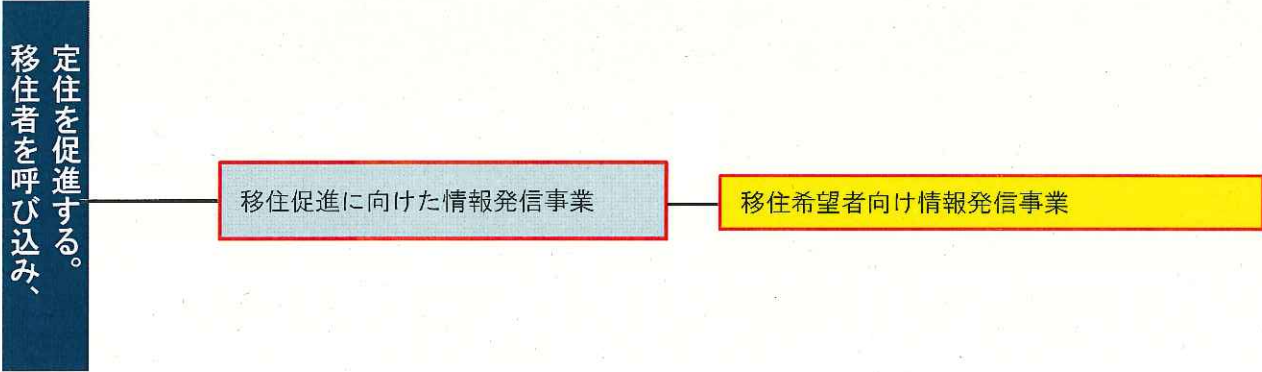 移住者を呼び込み、
定住を促進する。
移住促進に向けた情報発信事業
移住希望者向け情報発信事業